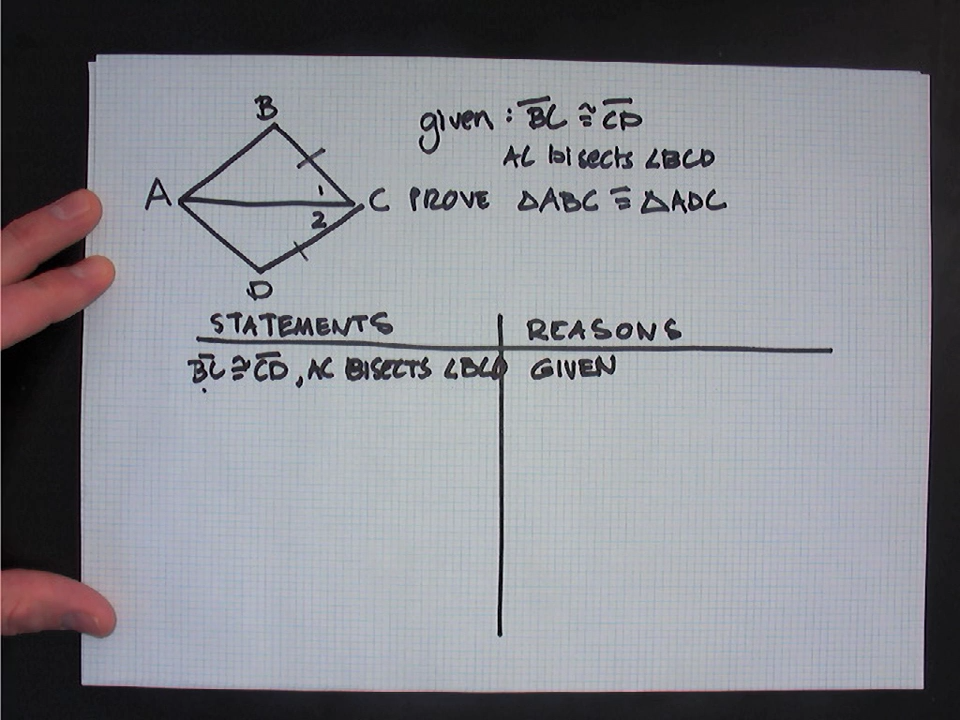 B
given : BC ≅ CD
AC bisects ∠BCD
A 1 C PROVE △ABC ≅ △ADC
2
D
STATEMENTS REASONS
BC ≅ CD, AC BISECTS ∠BCD GIVEN